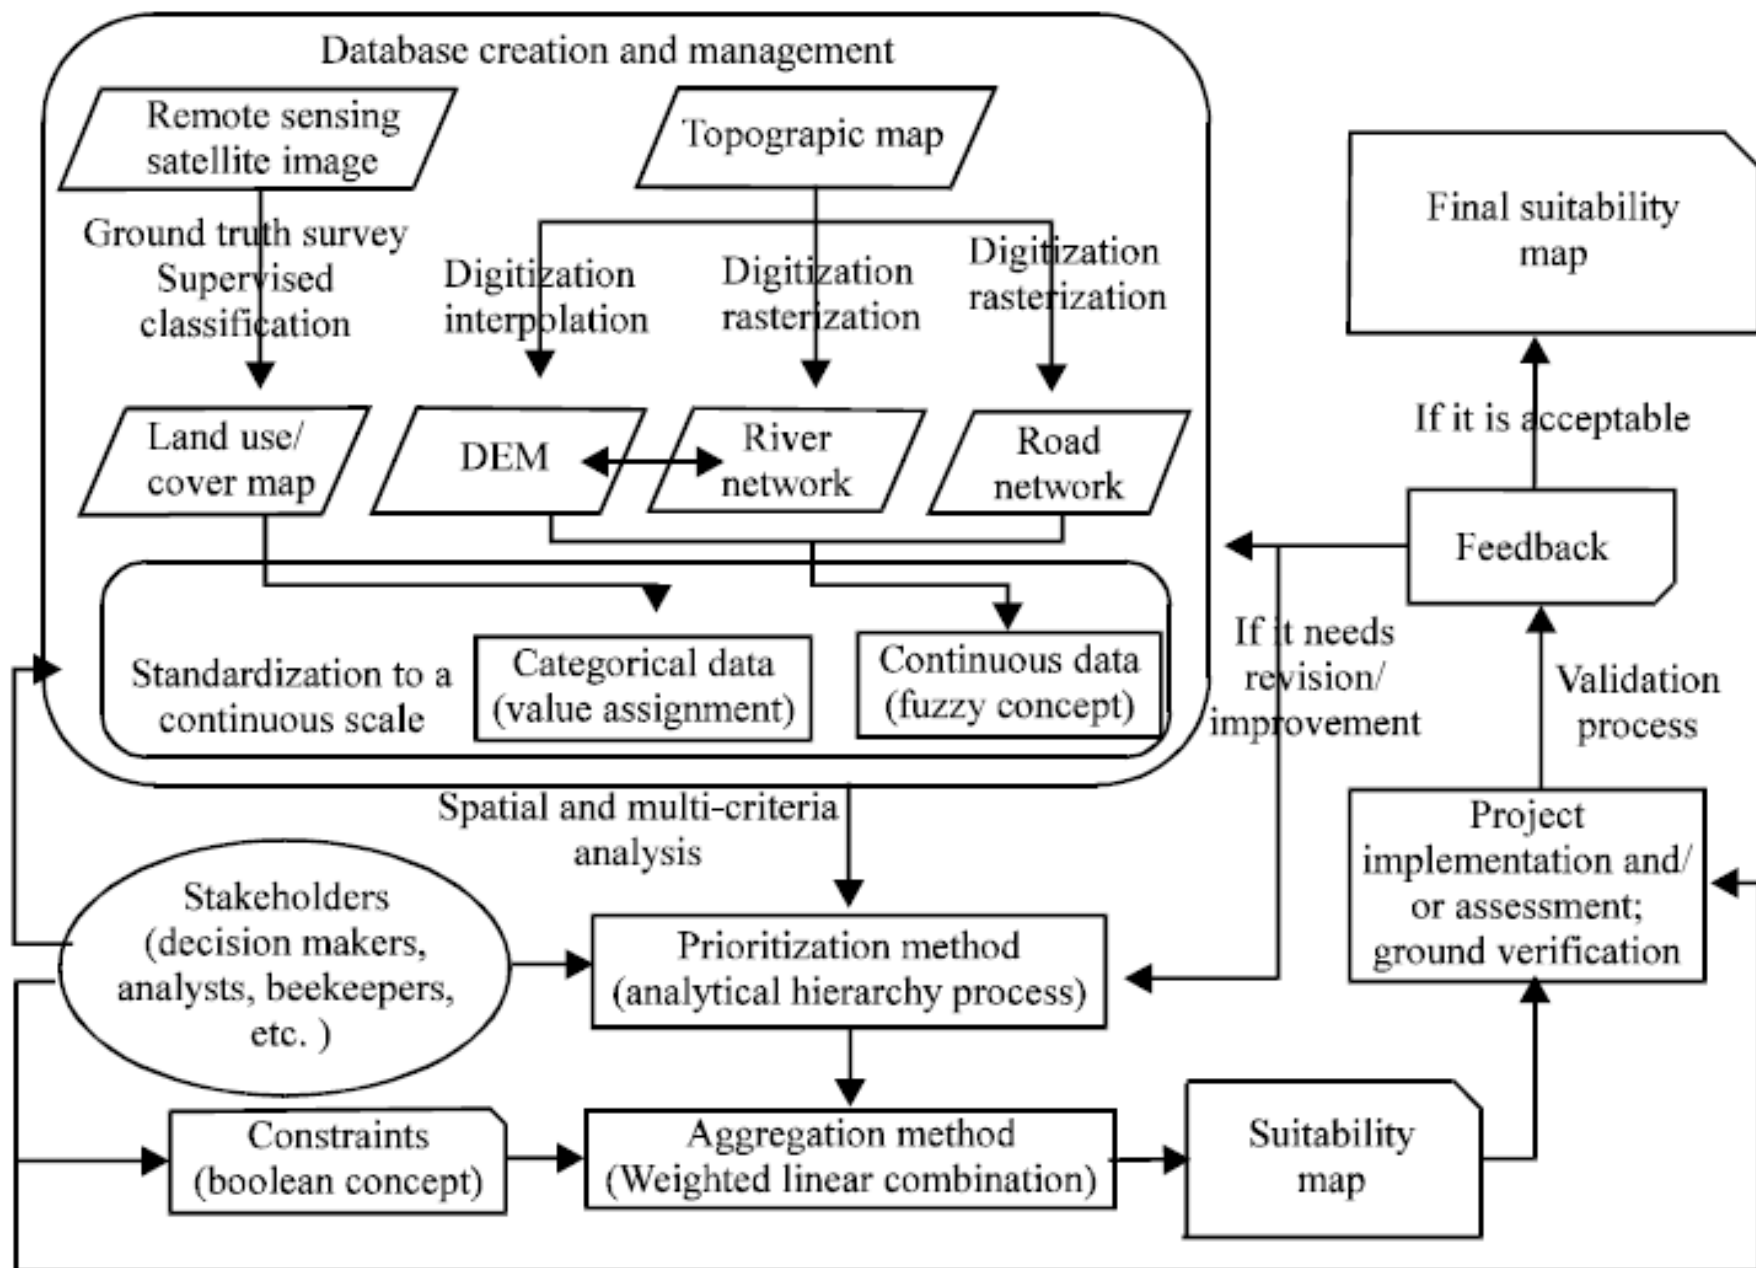 Database creation and management
Remote sensing
satellite image
Topograpic map
Ground truth survey
Supervised
classification
Digitization
interpolation
Digitization
rasterization
Digitization
rasterization
Land use/
cover map
DEM
River
network
Road
network
Standardization to a
continuous scale
Categorical data
(value assignment)
Continuous data
(fuzzy concept)
Spatial and multi-criteria
analysis
Stakeholders
(decision makers,
analysts, beekeepers,
etc. )
Prioritization method
(analytical hierarchy process)
Constraints
(boolean concept)
Aggregation method
(Weighted linear combination)
Suitability
map
Project
implementation and/
or assessment;
ground verification
Validation
process
Feedback
If it needs
revision/
improvement
If it is acceptable
Final suitability
map